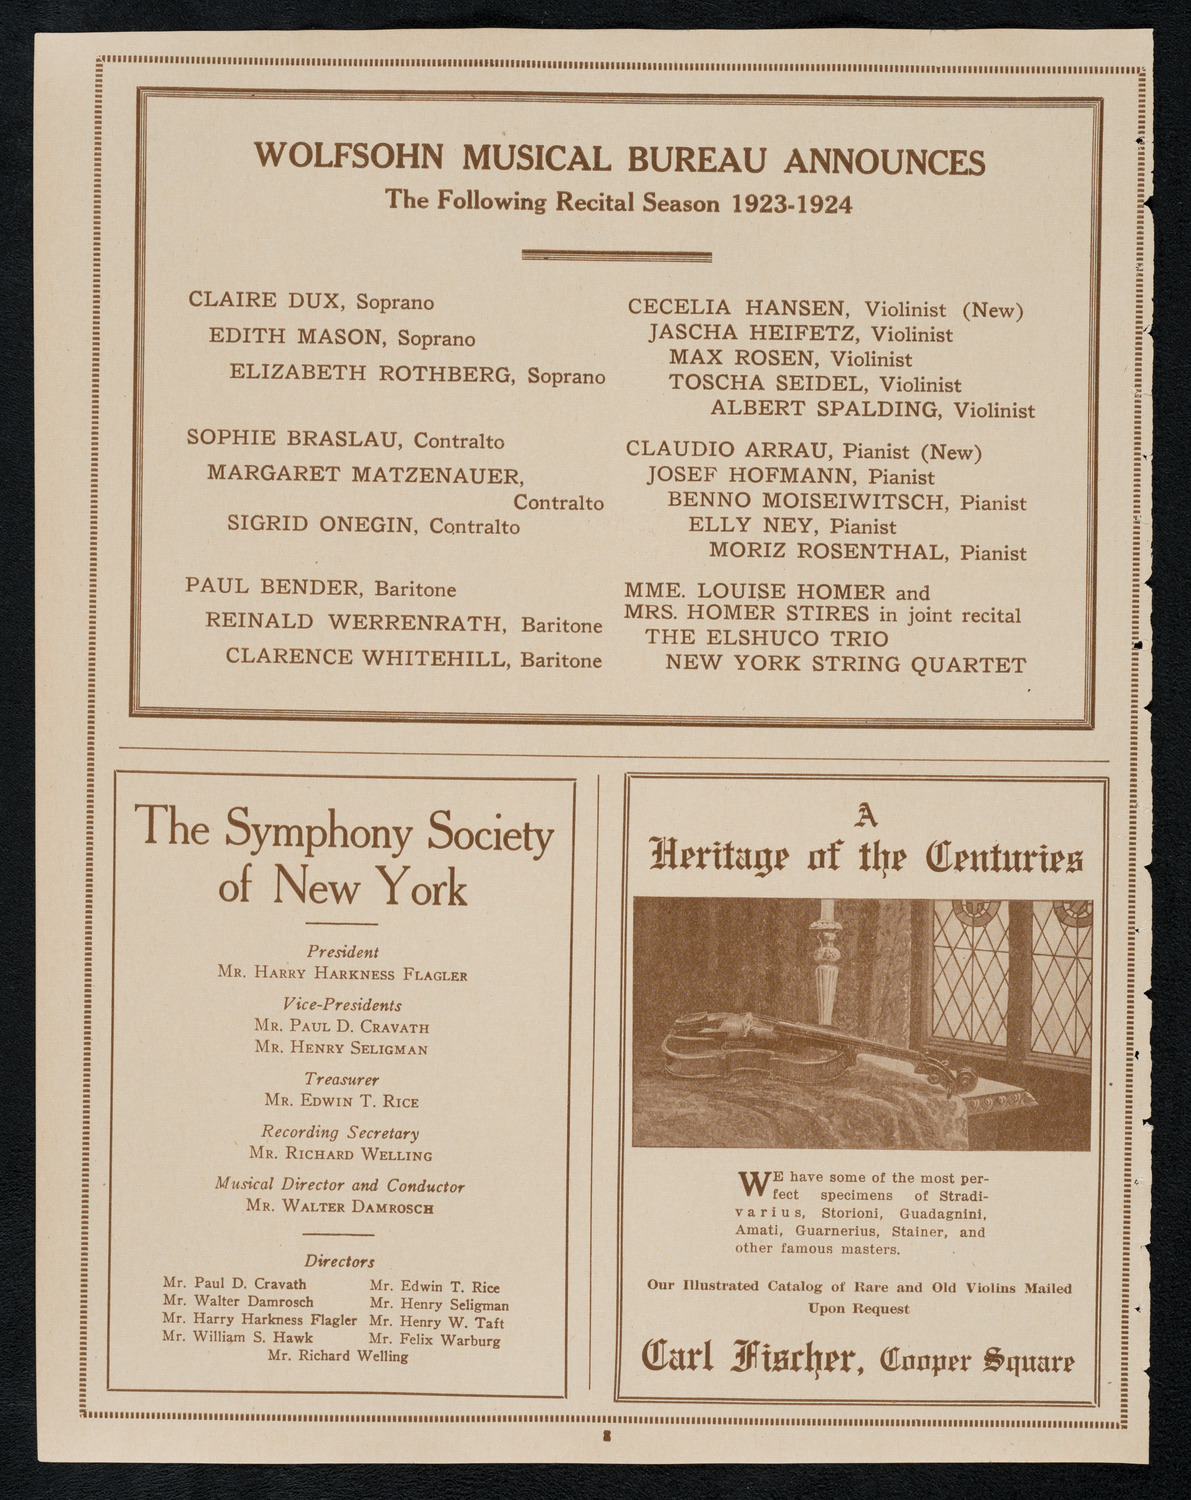 WOLFSOHN MUSICAL BUREAU ANNOUNCES
The Following Recital Season 1923-1924
CLAIRE DUX, Soprano
EDITH MASON, Soprano
ELIZABETH ROTHBERG, Soprano
SOPHIE BRASLAU, Contralto
MARGARET MATZENAUER,
Contralto
SIGRID ONEGIN, Contralto
PAUL BENDER, Baritone
REINALD WERRENRATH, Baritone
CLARENCE WHITEHILL, Baritone
CECELIA HANSEN, Violinist (New)
JASCHA HEIFETZ, Violinist
MAX ROSEN, Violinist
TOSCHA SEIDEL, Violinist
ALBERT SPALDING, Violinist
CLAUDIO ARRAU, Pianist (New)
JOSEF HOFMANN, Pianist
BENNO MOISEIWITSCH, Pianist
ELLY NEY, Pianist
MORIZ ROSENTHAL, Pianist
MME. LOUISE HOMER and
MRS. HOMER STIRES in joint recital
THE ELSHUCO TRIO
NEW YORK STRING QUARTET
The Symphony Society
of New York
President
MR. HARRY HARKNESS FLAGLER
Vice-Presidents
MR. PAUL D. CRAVATH
MR. HENRY SELIGMAN
Treasurer
MR. EDWIN T. RICE
Recording Secretary
MR. RICHARD WELLING
Musical Director and Conductor
MR. WALTER DAMROSCH
Directors
Mr. Paul D. Cravath
Mr. Walter Damrosch
Mr. Harry Harkness Flagler
Mr. William S. Hawk
Mr. Edwin T. Rice
Mr. Henry Seligman
Mr. Henry W. Taft
Mr. Felix Warburg
Mr. Richard Welling
A
Heritage of the Centuries
WE have some of the most per-
fect specimens of Stradi-
varius, Storioni, Guadagnini,
Amati, Guarnerius, Stainer, and
other famous masters.
Our Illustrated Catalog of Rare and Old Violins Mailed
Upon Request
Carl Fischer, Cooper Square